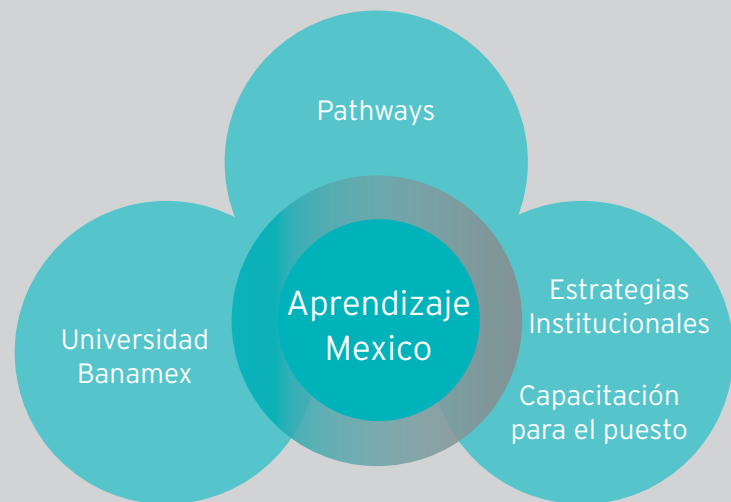 Pathways
Aprendizaje
Mexico
Universidad
Banamex
Estrategias
Institucionales
Capacitación
para el puesto